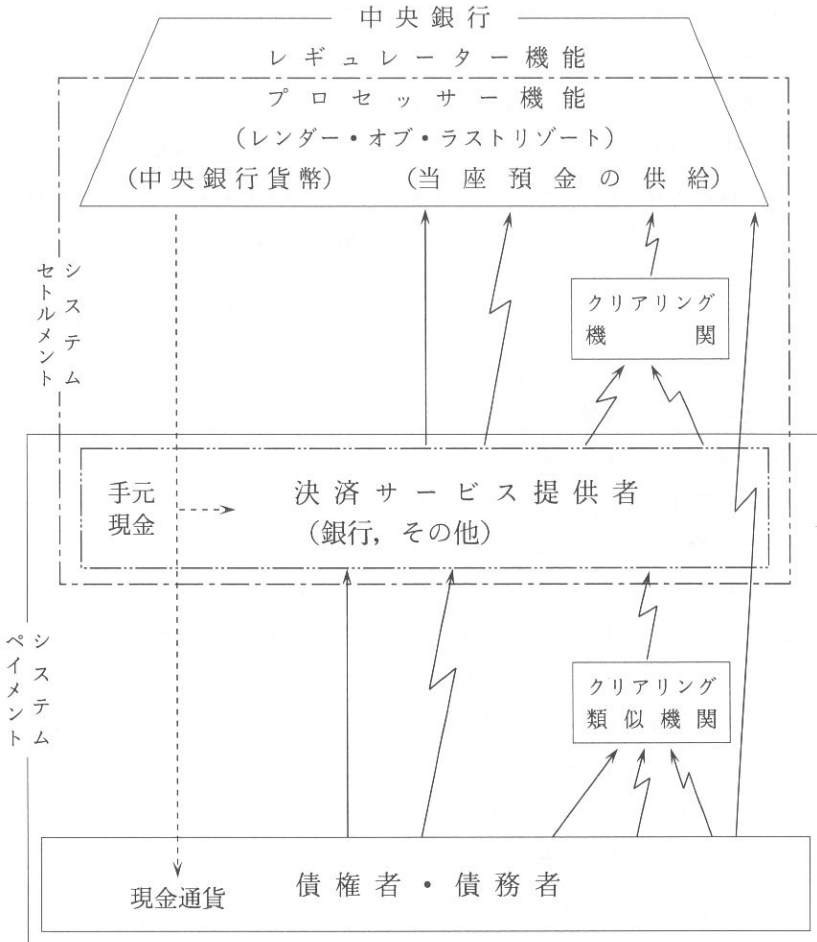 中央銀行
レギュレーター機能
プロセッサー機能
(レンダー・オブ・ラストリゾート)
(中央銀行貨幣) (当座預金の供給)
セトルメント
システム
クリアリング
機関
手元
現金
決済サービス提供者
(銀行, その他)
ペイメント
システム
クリアリング
類似機関
現金通貨
債権者・債務者